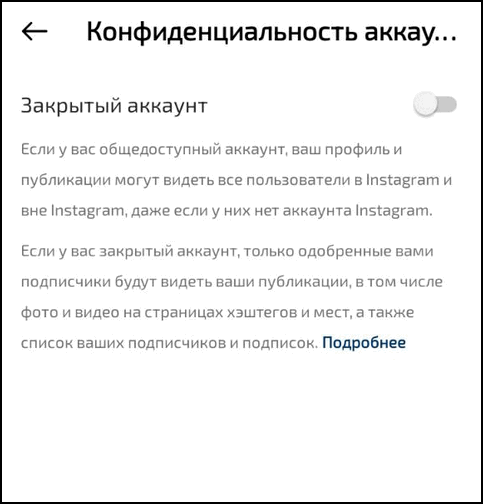 Конфиденциальность аккау...
Закрытый аккаунт
Если у вас общедоступный аккаунт, ваш профиль и
публикации могут видеть все пользователи в Instagram и
вне Instagram, даже если у них нет аккаунта Instagram.
Если у вас закрытый аккаунт, только одобренные вами
подписчики будут видеть ваши публикации, в том числе
фото и видео на страницах хэштегов и мест, а также
список ваших подписчиков и подписок. Подробнее